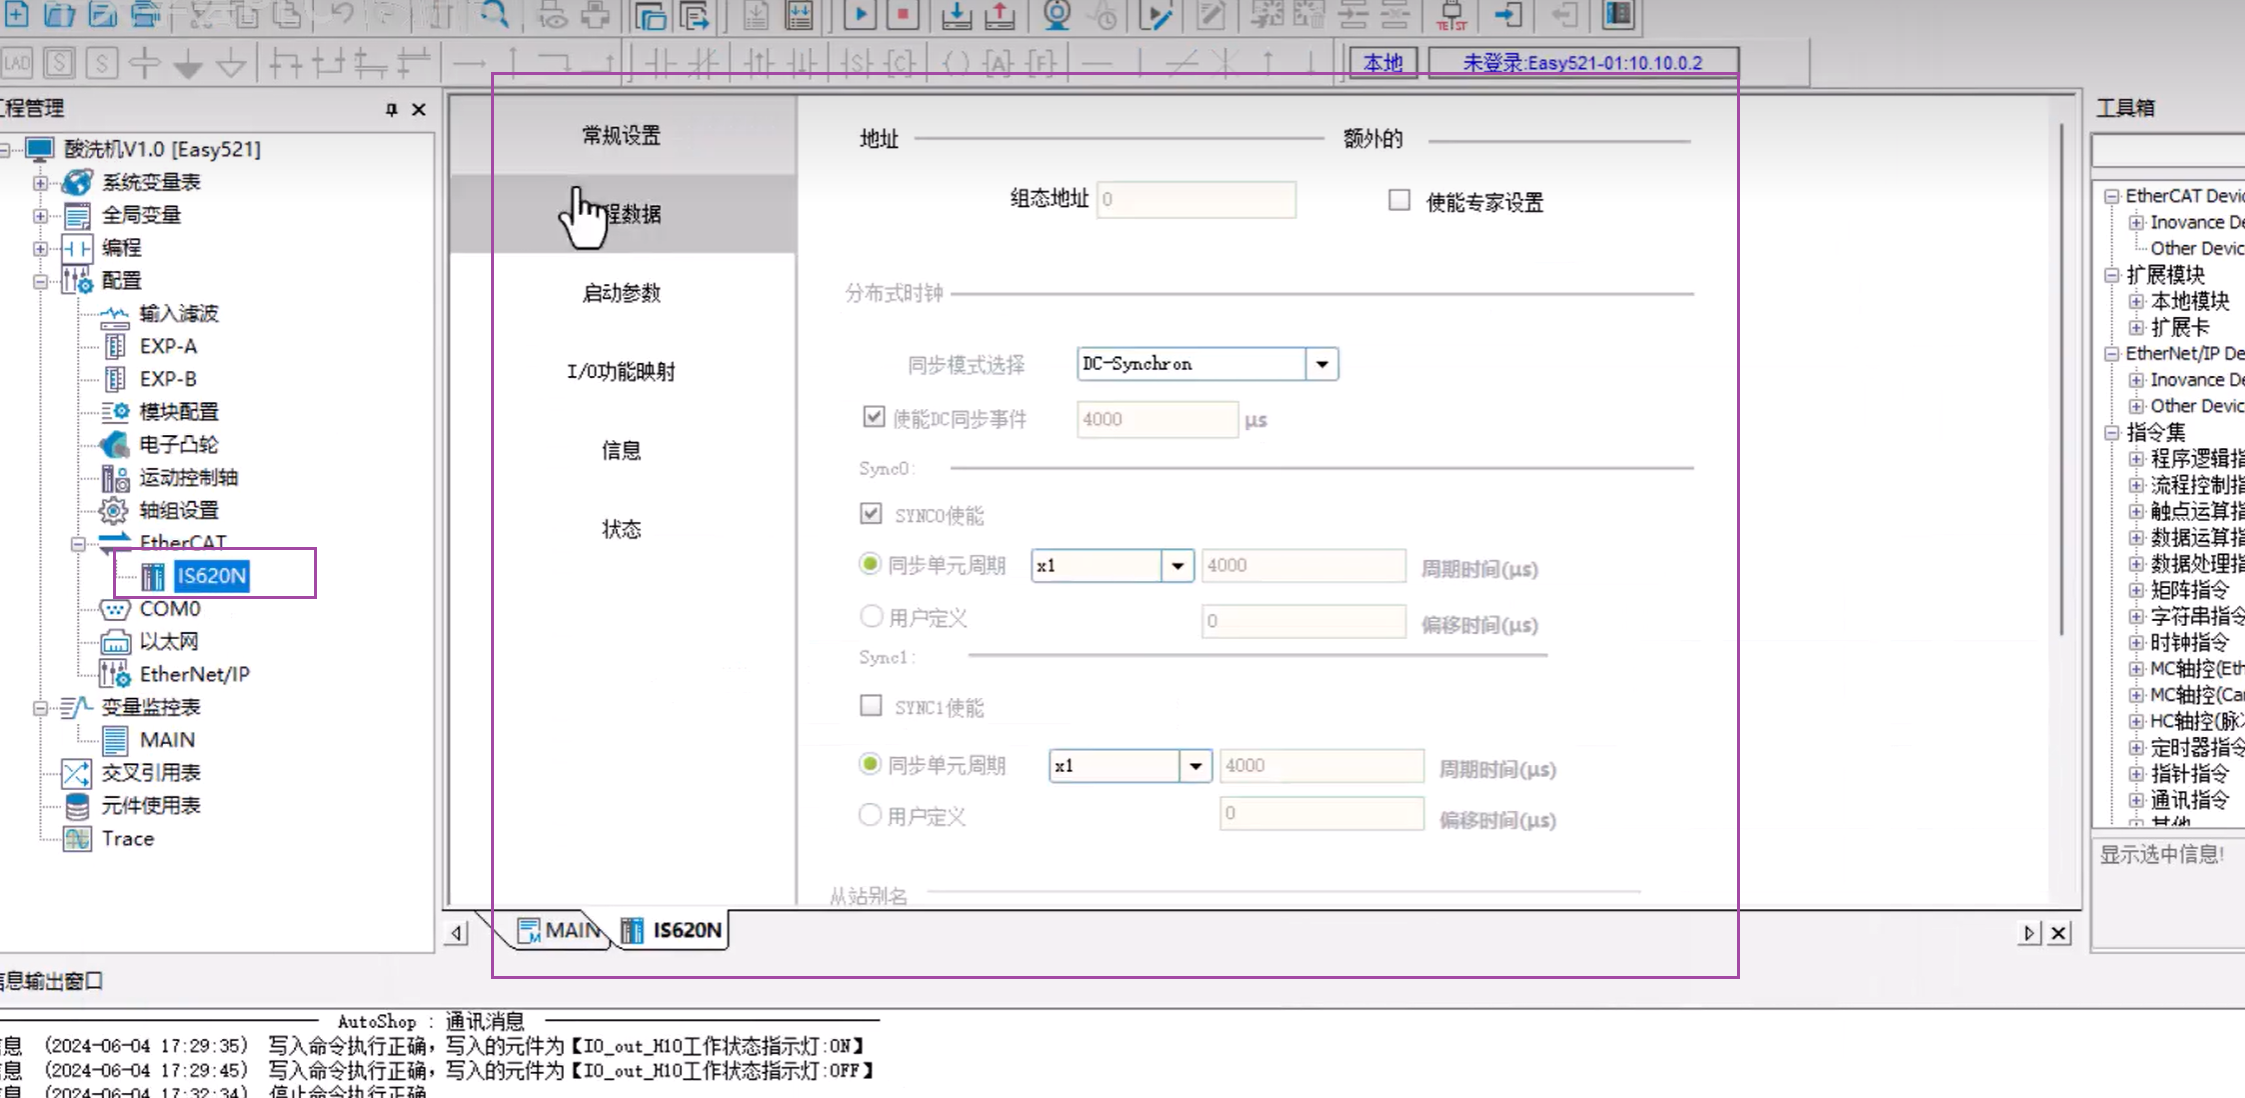 TEST
LAD
本地
未登录:Easy521-01:10.10.0.2
工程管理
酸洗机V1.0 [Easy521]
系统变量表
全局变量
编程
配置
输入滤波
EXP-A
EXP-B
模块配置
电子凸轮
运动控制轴
轴组设置
EtherCAT
IS620N
COM0
以太网
EtherNet/IP
变量监控表
MAIN
交叉引用表
元件使用表
Trace
常规设置
程数据
启动参数
I/O功能映射
信息
状态
地址
额外的
组态地址 0
使能专家设置
分布式时钟
同步模式选择 DC-Synchron
使能DC同步事件 4000 μs
Sync0:
SYNC0使能
同步单元周期 x1 4000 周期时间(μs)
用户定义 0 偏移时间(μs)
Sync1:
SYNC1使能
同步单元周期 x1 4000 周期时间(μs)
用户定义 0 偏移时间(μs)
从站别名
MAIN
IS620N
工具箱
EtherCAT Devic
Inovance De
Other Devic
扩展模块
本地模块
扩展卡
EtherNet/IP De
Inovance De
Other Devic
指令集
程序逻辑指
流程控制指
触点运算指
数据运算指
数据处理指
矩阵指令
字符串指令
时钟指令
MC轴控(Eth
MC轴控(Can
HC轴控(脉冲
定时器指令
指针指令
通讯指令
其他
显示选中信息!
信息输出窗口
AutoShop : 通讯消息
信息 (2024-06-04 17:29:35) 写入命令执行正确，写入的元件为【IO_out_H10工作状态指示灯:ON】
信息 (2024-06-04 17:29:45) 写入命令执行正确，写入的元件为【IO_out_H10工作状态指示灯:OFF】
信息 (2024-06-04 17:32:34) 停止命令执行正确